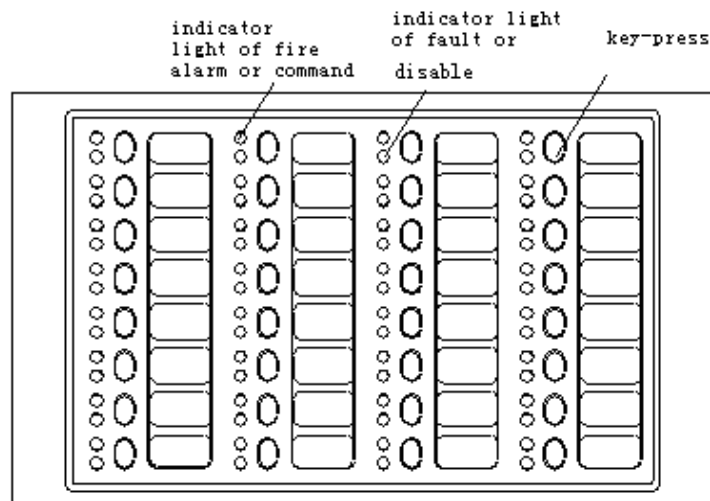 indicator
light of fire
alarm or command
indicator light
of fault or
disable
key-press